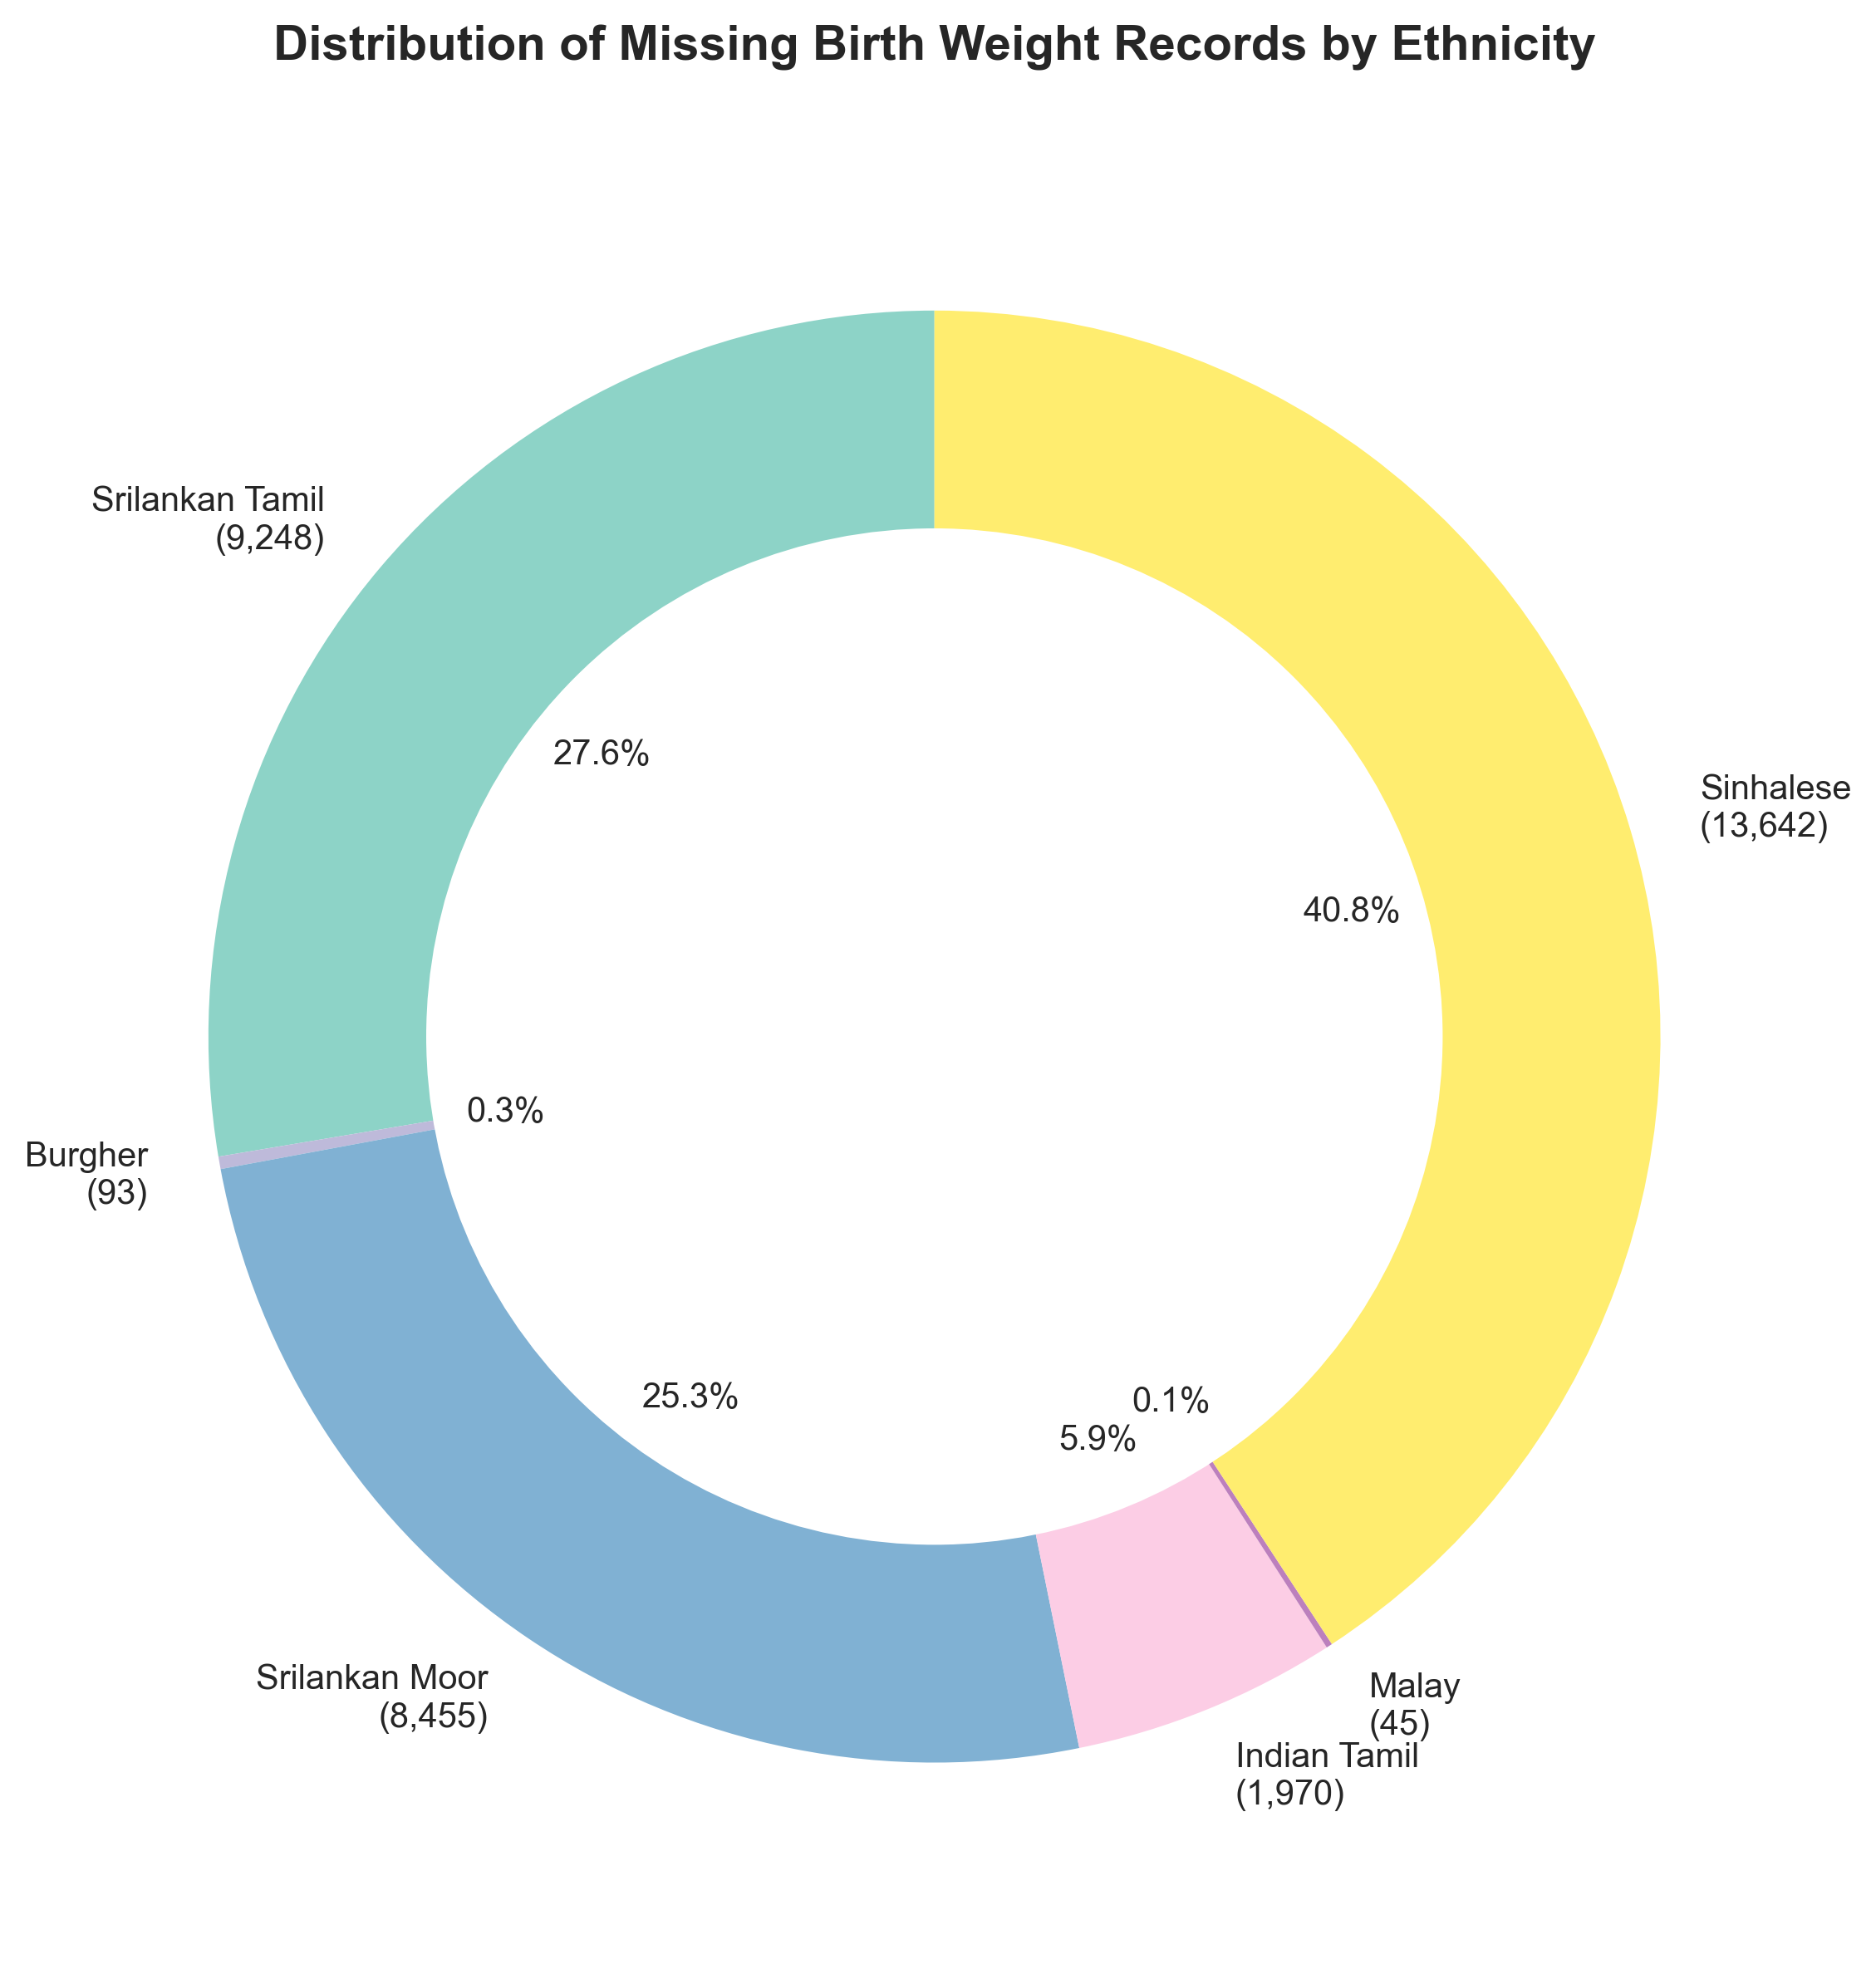 Distribution of Missing Birth Weight Records by Ethnicity
Srilankan Tamil
(9,248)
27.6%
Sinhalese
(13,642)
40.8%
0.3%
Burgher
(93)
25.3%
0.1%
5.9%
Srilankan Moor
(8,455)
Malay
(45)
Indian Tamil
(1,970)